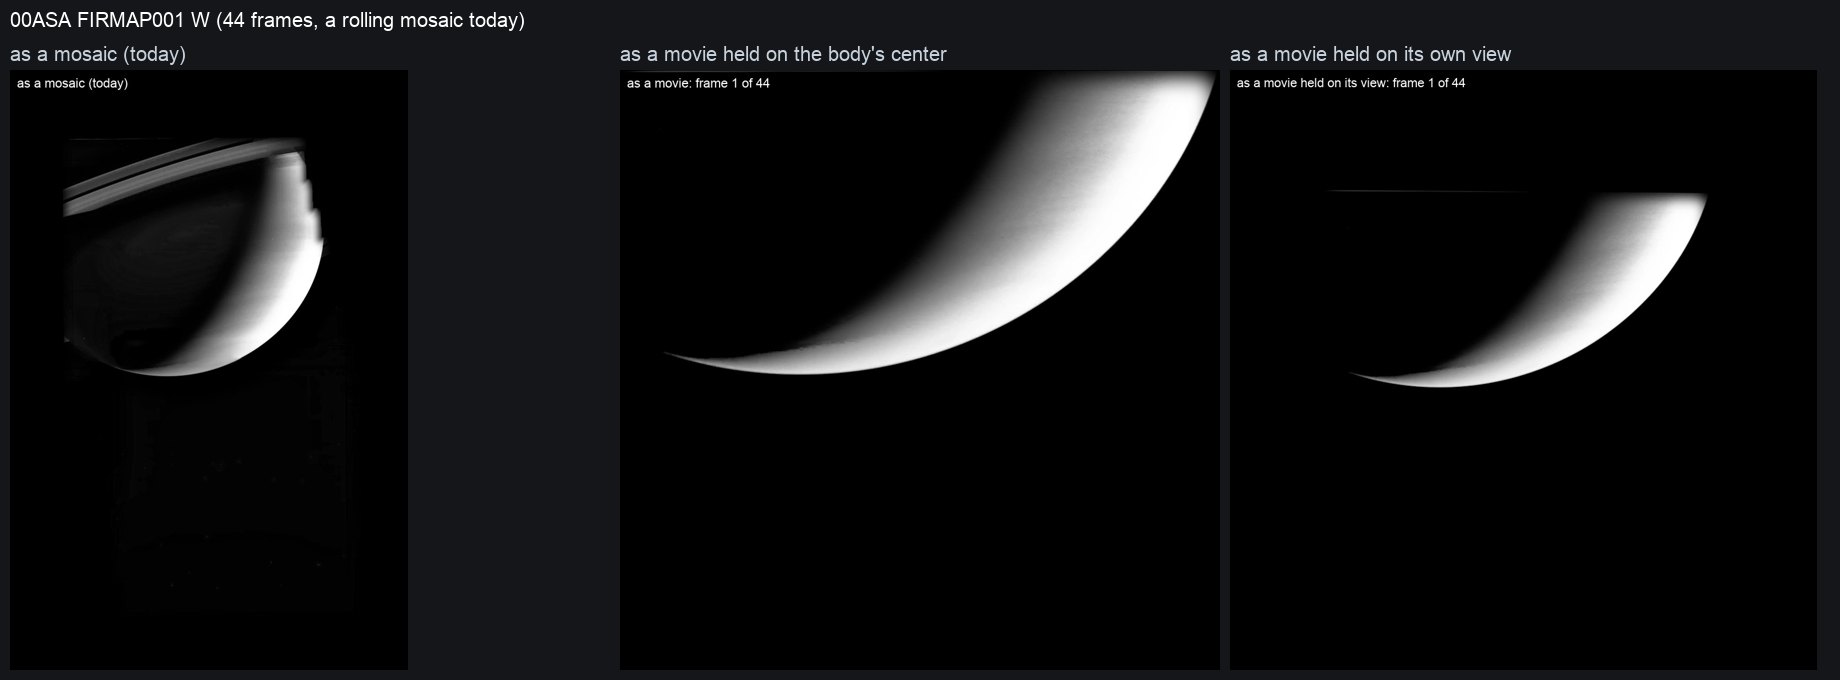 00ASA FIRMAP001 W (44 frames, a rolling mosaic today)
as a mosaic (today)
as a movie held on the body's center
as a movie held on its own view
as a mosaic (today)
as a movie: frame 1 of 44
as a movie held on its view: frame 1 of 44